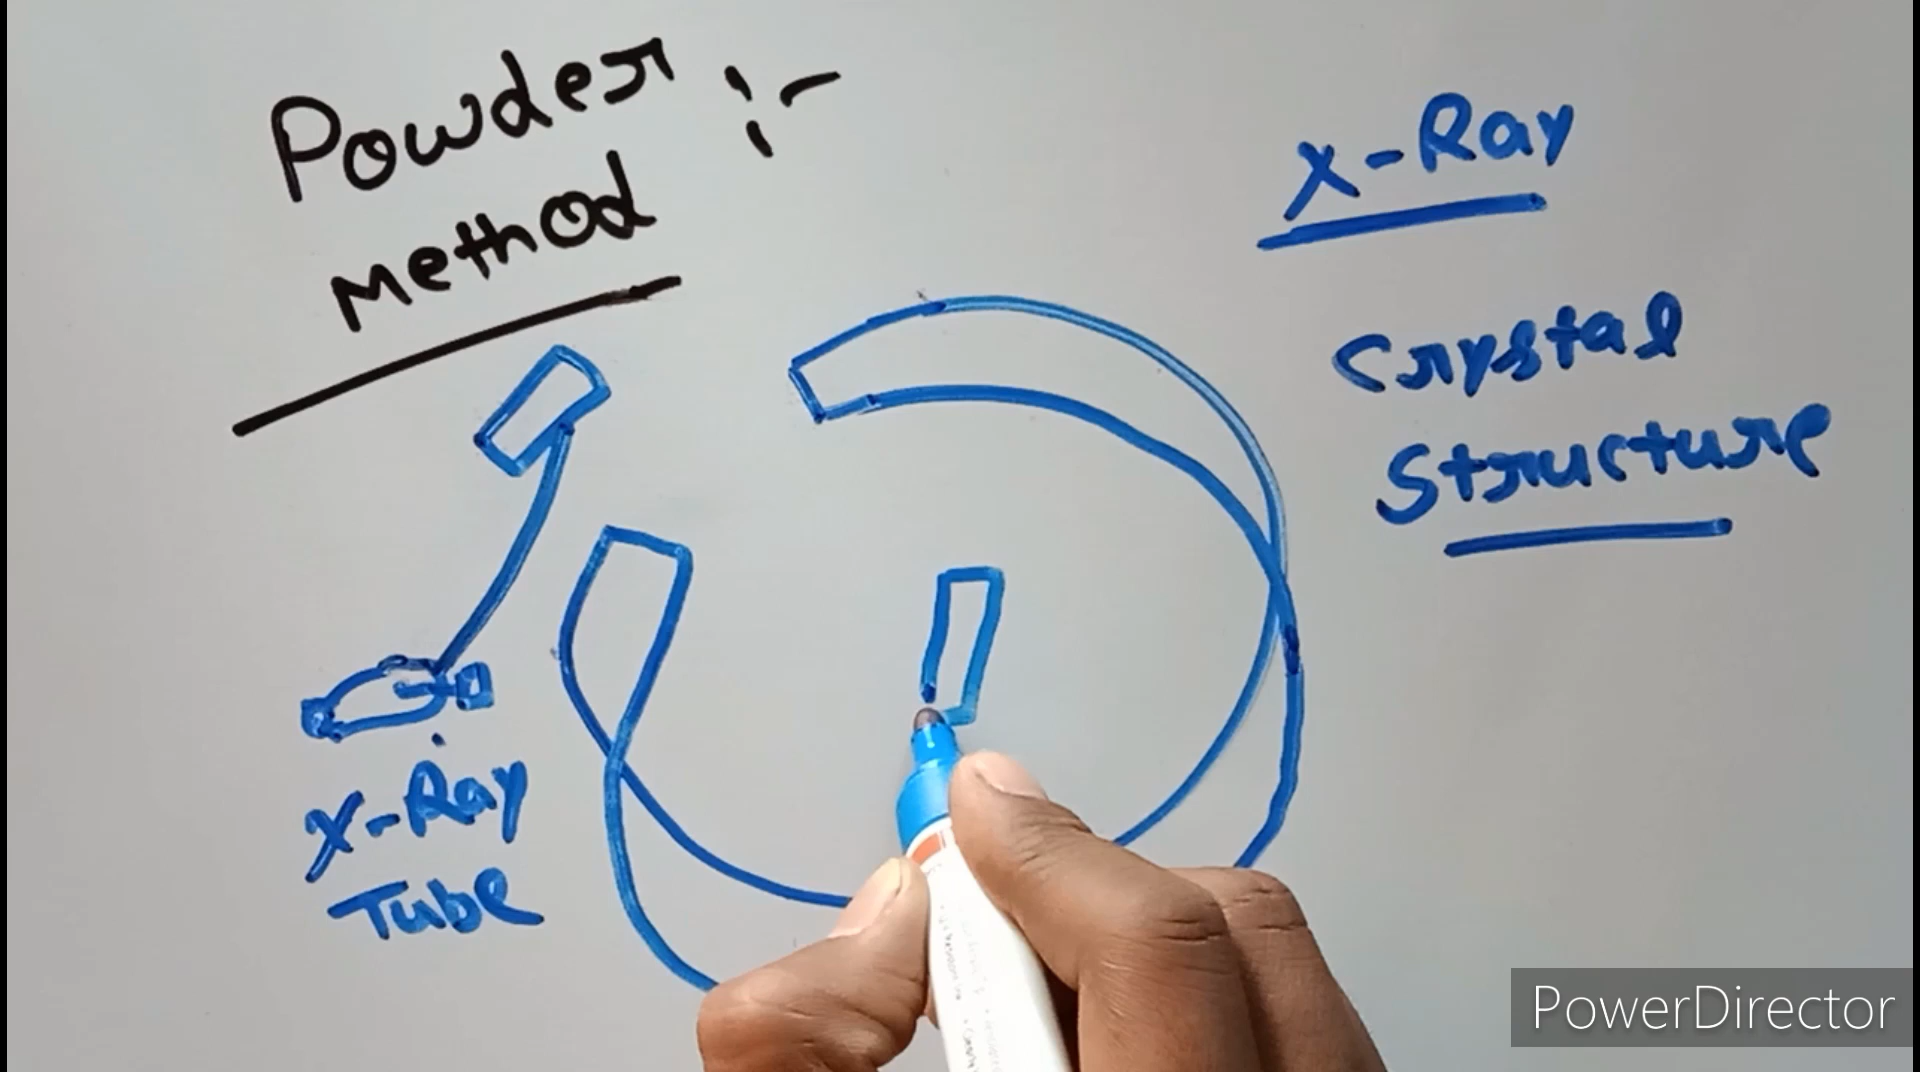 Powder :-
Method
X-Ray
Crystal
Structure
X-Ray
Tube
PowerDirector